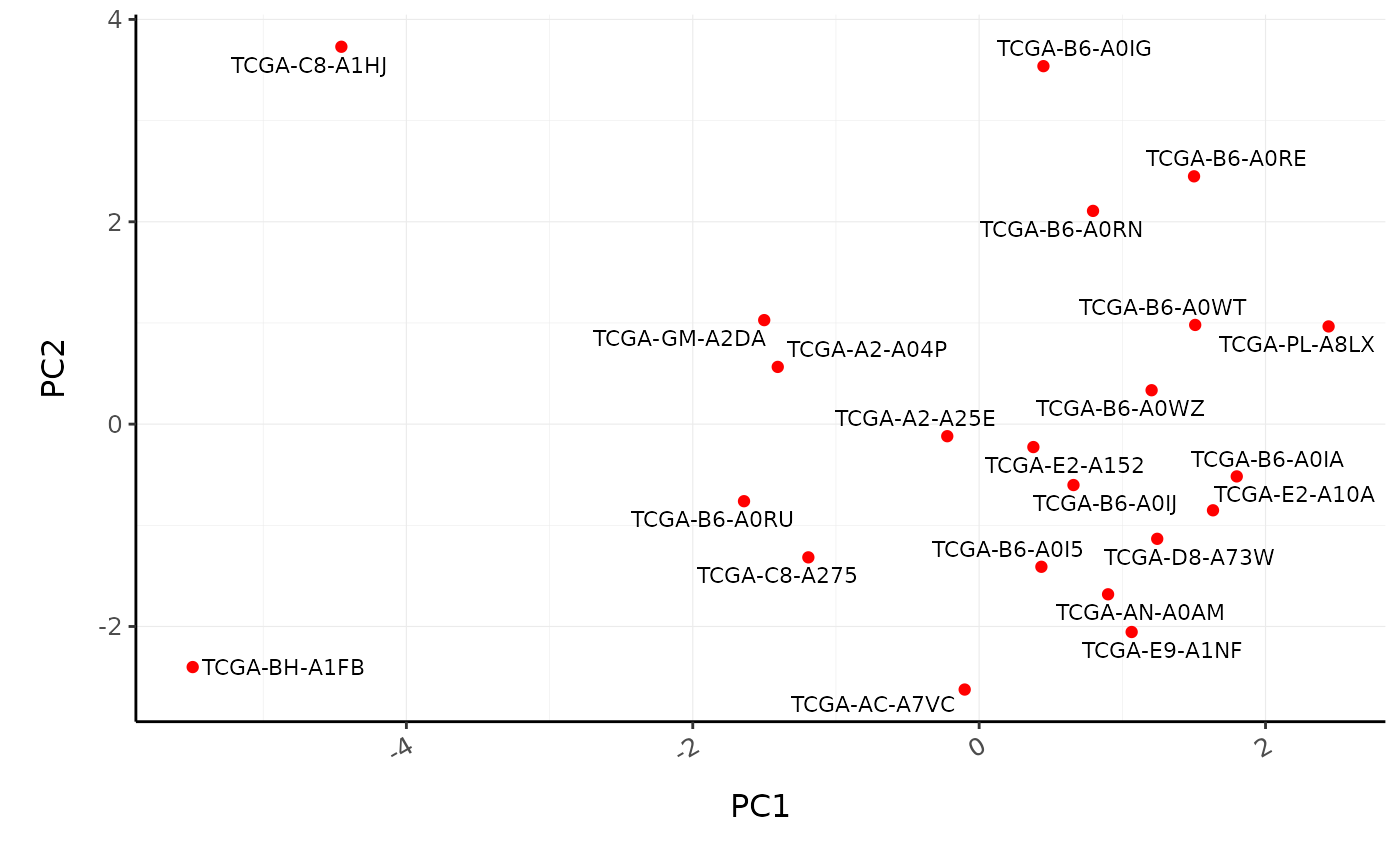 4
TCGA-C8-A1HJ
TCGA-B6-A0IG
TCGA-B6-A0RE
2
TCGA-B6-A0RN
TCGA-B6-A0WT
TCGA-GM-A2DA
TCGA-A2-A04P
TCGA-PL-A8LX
PC2
TCGA-B6-A0WZ
0
TCGA-A2-A25E
TCGA-E2-A152
TCGA-B6-A0IA
TCGA-B6-A0IJ
TCGA-E2-A10A
TCGA-B6-A0RU
TCGA-B6-A0I5
TCGA-D8-A73W
TCGA-C8-A275
TCGA-AN-A0AM
-2
TCGA-E9-A1NF
TCGA-BH-A1FB
TCGA-AC-A7VC
-4
-2
0
2
PC1